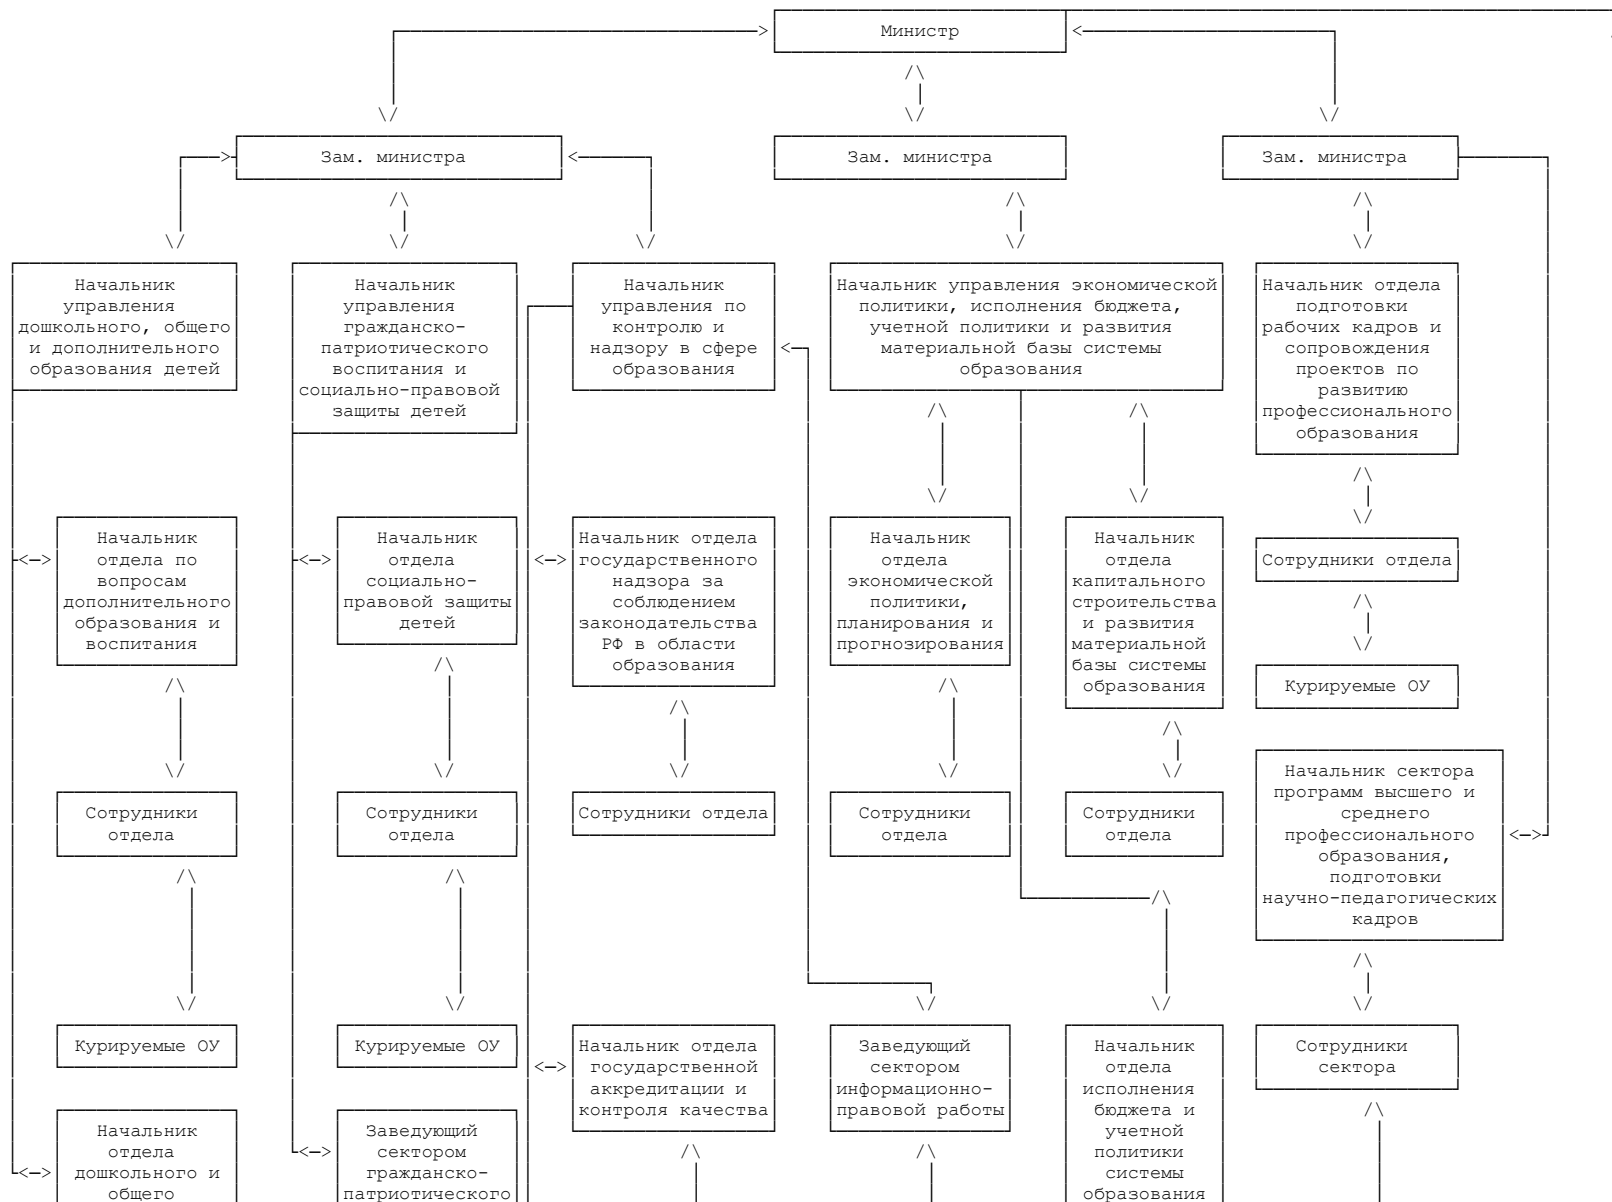 Министр
Зам. министра
Зам. министра
Зам. министра
Начальник
управления
дошкольного, общего
и дополнительного
образования детей
Начальник
управления
гражданско-
патриотического
воспитания и
социально-правовой
защиты детей
Начальник
управления по
контролю и
надзору в сфере
образования
Начальник управления экономической
политики, исполнения бюджета,
учетной политики и развития
материальной базы системы
образования
Начальник отдела
подготовки
рабочих кадров и
сопровождения
проектов по
развитию
профессионального
образования
Начальник
отдела по
вопросам
дополнительного
образования и
воспитания
Начальник
отдела
социально-
правовой защиты
детей
Начальник отдела
государственного
надзора за
соблюдением
законодательства
РФ в области
образования
Начальник
отдела
экономической
политики,
планирования и
прогнозирования
Начальник
отдела
капитального
строительства
и развития
материальной
базы системы
образования
Сотрудники отдела
Курируемые ОУ
Начальник сектора
программ высшего и
среднего
профессионального
образования,
подготовки
научно-педагогических
кадров
Сотрудники
отдела
Сотрудники
отдела
Сотрудники отдела
Сотрудники
отдела
Сотрудники
отдела
Курируемые ОУ
Курируемые ОУ
Начальник отдела
государственной
аккредитации и
контроля качества
Заведующий
сектором
информационно-
правовой работы
Начальник
отдела
исполнения
бюджета и
учетной
политики
системы
образования
Сотрудники
сектора
Начальник
отдела
дошкольного и
общего
Заведующий
сектором
гражданско-
патриотического